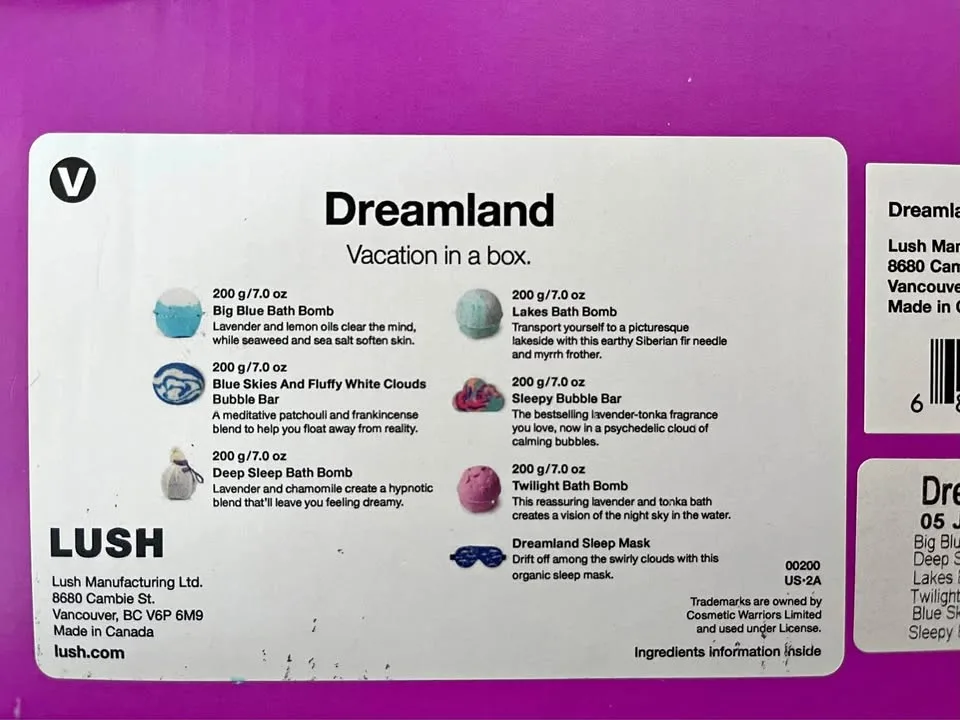 V
Dreamland
Vacation in a box.
200 g/7.0 oz
Big Blue Bath Bomb
Lavender and lemon oils clear the mind,
while seaweed and sea salt soften skin.
200 g/7.0 oz
Blue Skies And Fluffy White Clouds
Bubble Bar
A meditative patchouli and frankincense
blend to help you float away from reality.
200 g/7.0 oz
Deep Sleep Bath Bomb
Lavender and chamomile create a hypnotic
blend that'll leave you feeling dreamy.
200 g/7.0 oz
Lakes Bath Bomb
Transport yourself to a picturesque
lakeside with this earthy Siberian fir needle
and myrrh frother.
200 g/7.0 oz
Sleepy Bubble Bar
The bestselling lavender-tonka fragrance
you love, now in a psychedelic cloud of
calming bubbles.
200 g/7.0 oz
Twilight Bath Bomb
This reassuring lavender and tonka bath
creates a vision of the night sky in the water.
Dreamland Sleep Mask
Drift off among the swirly clouds with this
organic sleep mask.
LUSH
Lush Manufacturing Ltd.
8680 Cambie St.
Vancouver, BC V6P 6M9
Made in Canada
lush.com
00200
US•2A
Trademarks are owned by
Cosmetic Warriors Limited
and used under License.
Ingredients information inside
Dreamla
Lush Mar
8680 Cam
Vancouve
Made in
6
Dre
05 J
Big Blu
Deep S
Lakes
Twilight
Blue Sk
Sleepy